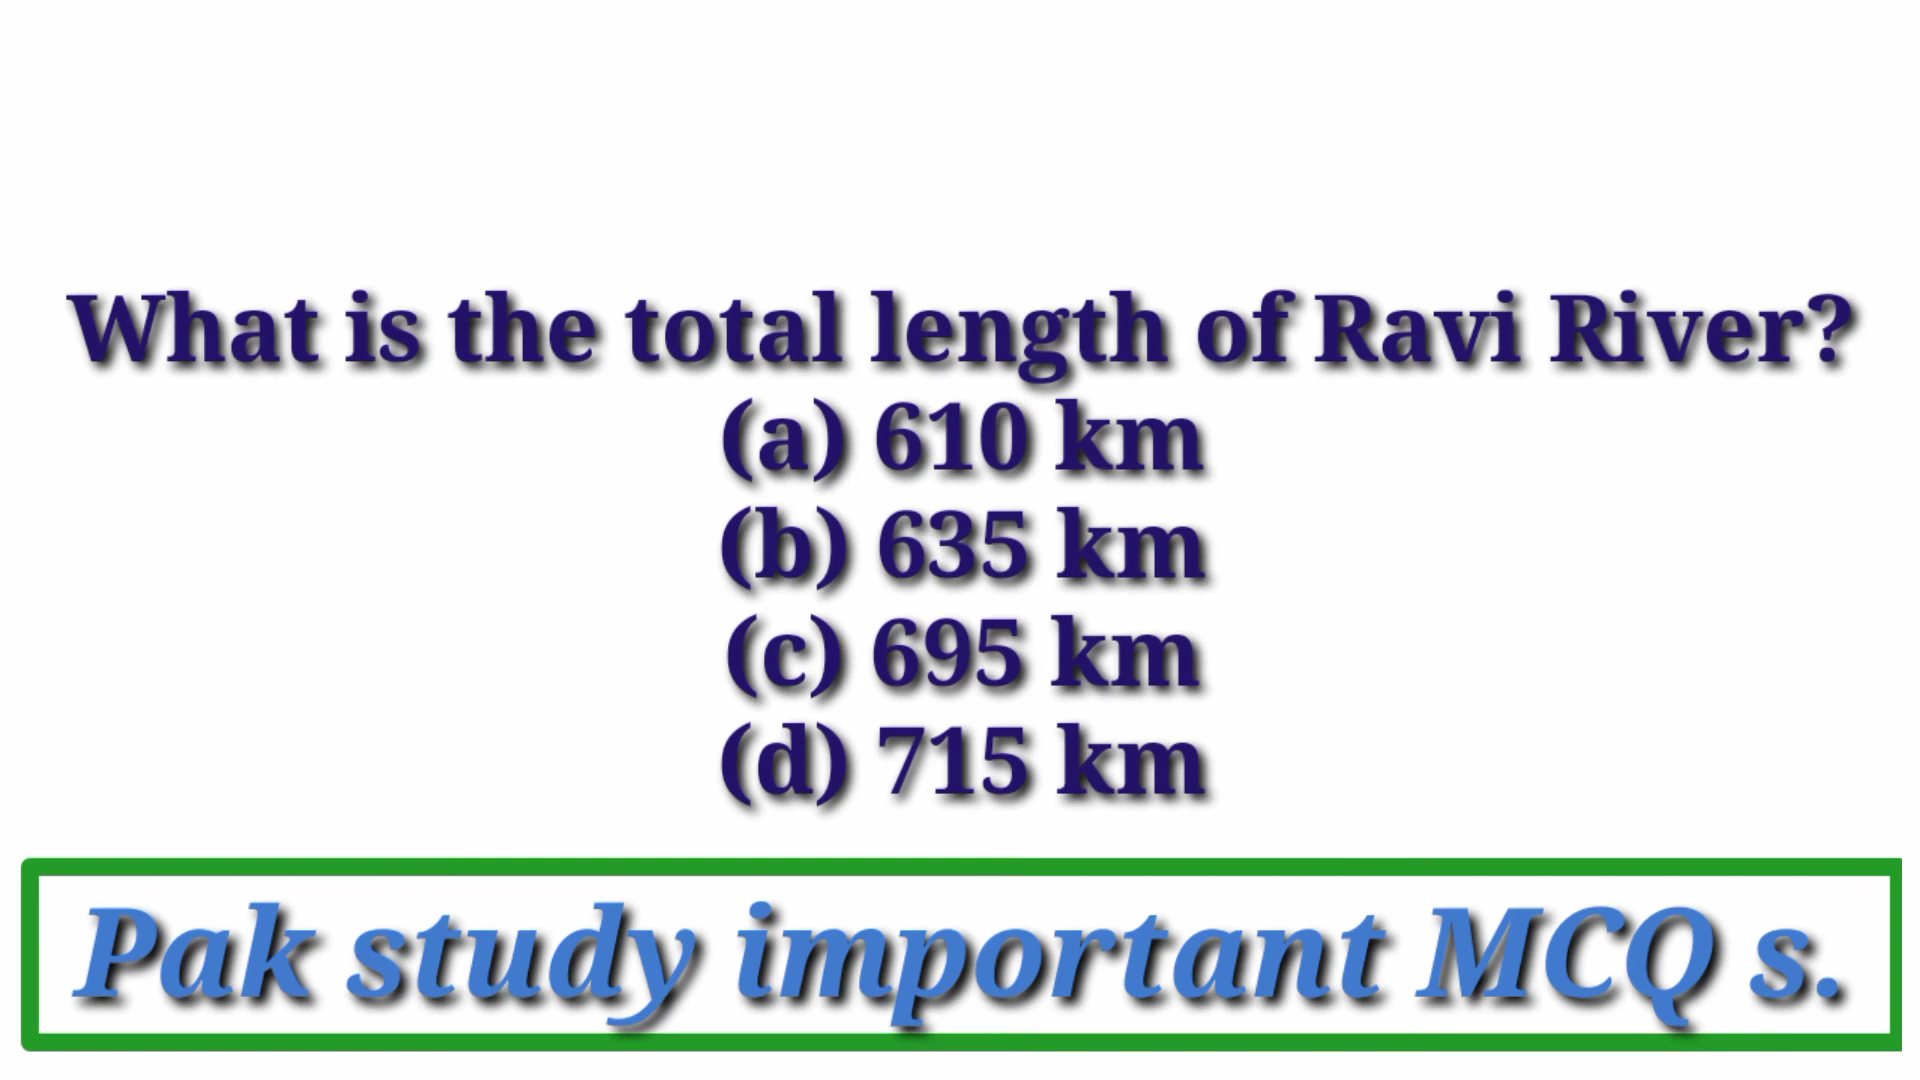 What is the total length of Ravi River?
(a) 610 km
(b) 635 km
(c) 695 km
(d) 715 km
Pak study important MCQ s.